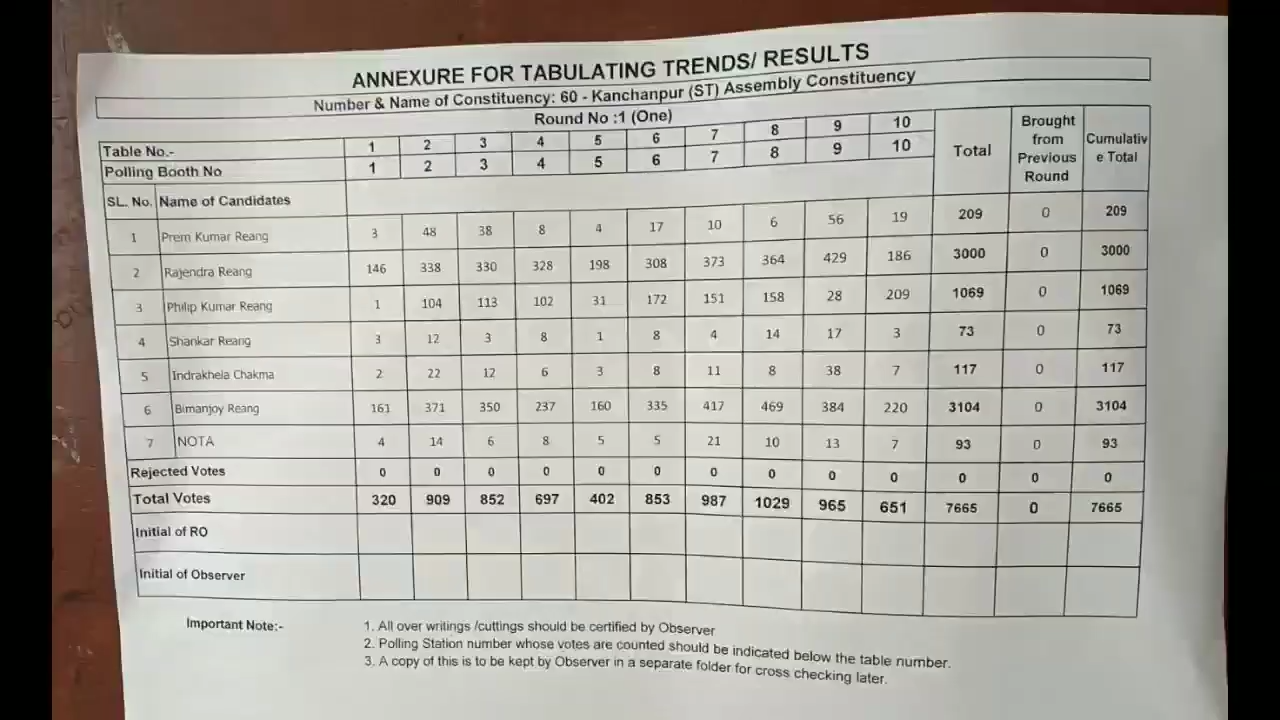 ANNEXURE FOR TABULATING TRENDS/ RESULTS
Number & Name of Constituency: 60 - Kanchanpur (ST) Assembly Constituency
Round No :1 (One)
Table No.- 1 2 3 4 5 6 7 8 9 10 Total Brought from Previous Round Cumulativ e Total
Polling Booth No 1 2 3 4 5 6 7 8 9 10
SL. No. Name of Candidates
1 Prem Kumar Reang 3 48 38 8 4 17 10 6 56 19 209 0 209
2 Rajendra Reang 146 338 330 328 198 308 373 364 429 186 3000 0 3000
3 Philip Kumar Reang 1 104 113 102 31 172 151 158 28 209 1069 0 1069
4 Shankar Reang 3 12 3 8 1 8 4 14 17 3 73 0 73
5 Indrakhela Chakma 2 22 12 6 3 8 11 8 38 7 117 0 117
6 Bimanjoy Reang 161 371 350 237 160 335 417 469 384 220 3104 0 3104
7 NOTA 4 14 6 8 5 5 21 10 13 7 93 0 93
Rejected Votes 0 0 0 0 0 0 0 0 0 0 0 0 0
Total Votes 320 909 852 697 402 853 987 1029 965 651 7665 0 7665
Initial of RO
Initial of Observer
Important Note:- 1. All over writings /cuttings should be certified by Observer
2. Polling Station number whose votes are counted should be indicated below the table number.
3. A copy of this is to be kept by Observer in a separate folder for cross checking later.